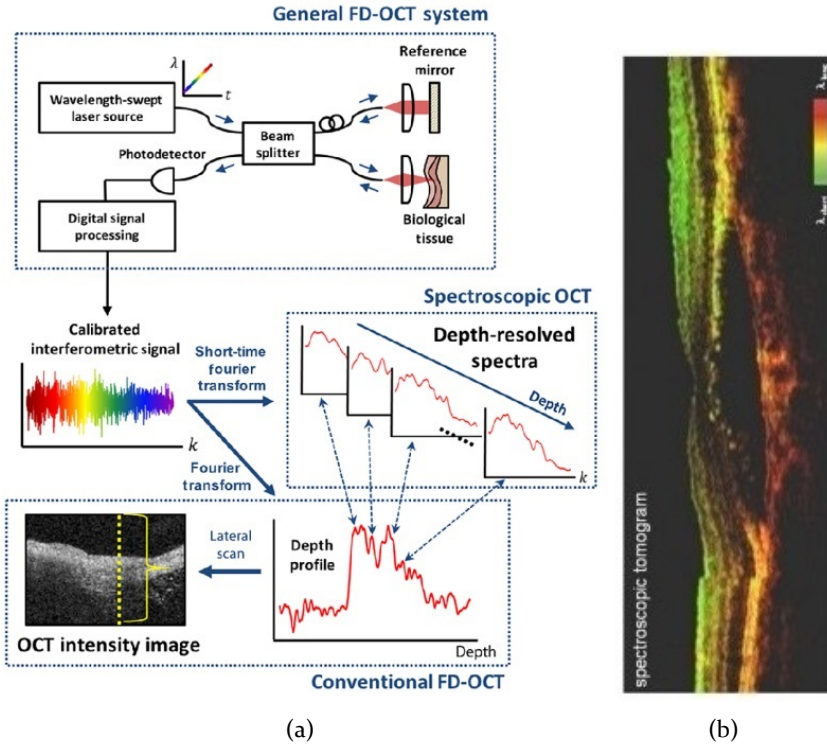 General FD-OCT system
λ
t
Wavelength-swept
laser source
Beam
splitter
Reference
mirror
Photodetector
Digital signal
processing
Biological
tissue
Calibrated
interferometric signal
k
Short-time
fourier
transform
Fourier
transform
Spectroscopic OCT
Depth-resolved
spectra
Depth
k
Lateral
scan
OCT intensity image
Depth
profile
Depth
Conventional FD-OCT
(a)
spectroscopic tomogram
λ short
λ long
(b)